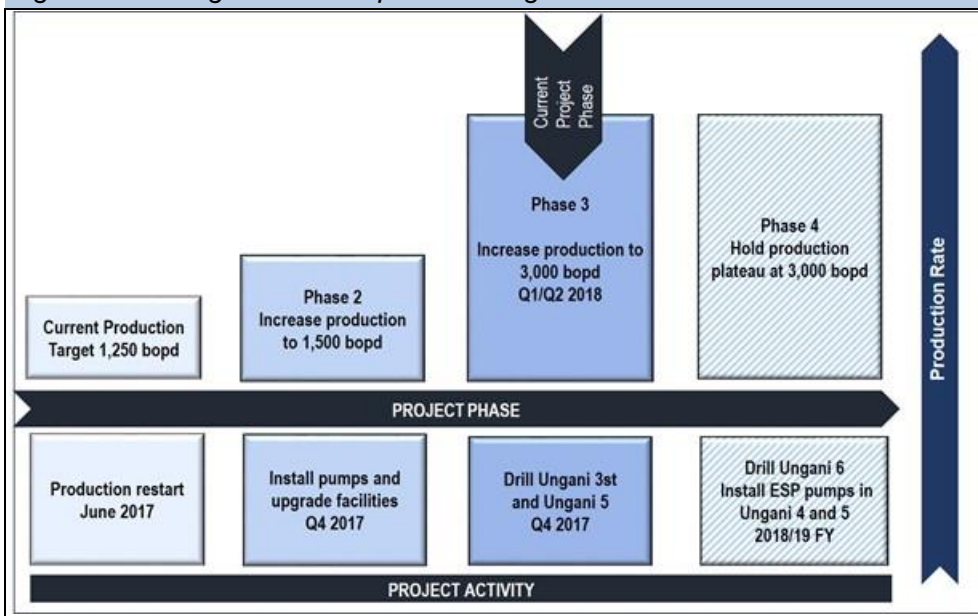 Current
Project
Phase
Phase 3
Increase production to
3,000 bopd
Q1/Q2 2018
Phase 4
Hold production
plateau at 3,000 bopd
Phase 2
Increase production
to 1,500 bopd
Current Production
Target 1,250 bopd
Production Rate
PROJECT PHASE
Production restart
June 2017
Install pumps and
upgrade facilities
Q4 2017
Drill Ungani 3st
and Ungani 5
Q4 2017
Drill Ungani 6
Install ESP pumps in
Ungani 4 and 5
2018/19 FY
PROJECT ACTIVITY